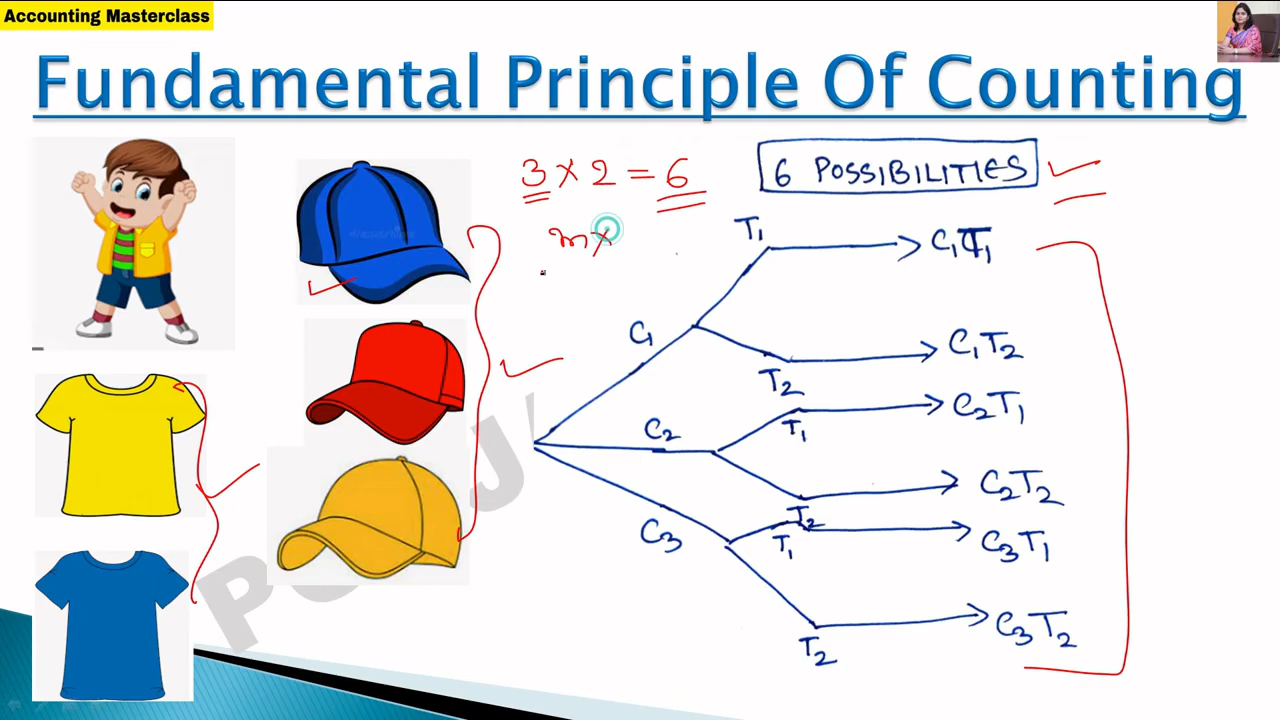 Accounting Masterclass
Fundamental Principle Of Counting
3 × 2 = 6
6 POSSIBILITIES
m×
T1
C1T1
C1
C1T2
T2
C2T1
C2
T1
C2T2
T2
C3
T1
C3T1
C3T2
T2